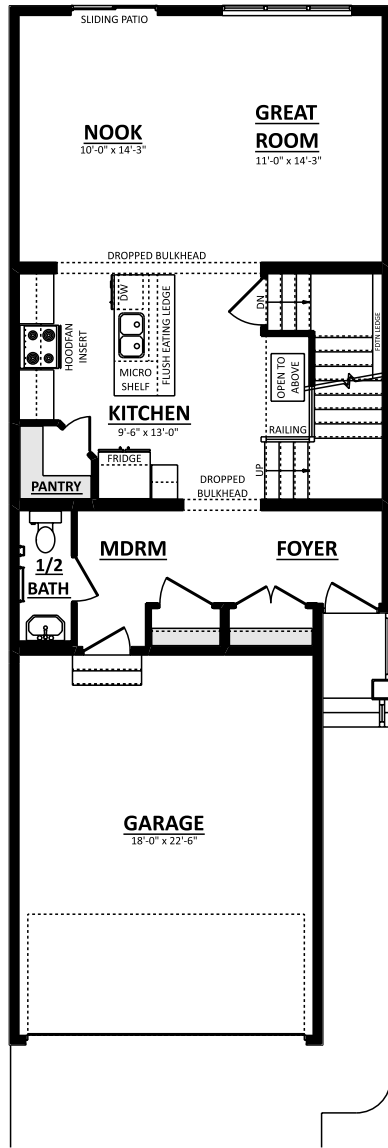 SLIDING PATIO
NOOK
10'-0" x 14'-3"
GREAT
ROOM
11'-0" x 14'-3"
DROPPED BULKHEAD
DW
FLUSH EATING LEDGE
DN
HOODFAN
INSERT
FDTN LEDGE
MICRO
SHELF
OPEN TO
ABOVE
KITCHEN
9'-6" x 13'-0"
RAILING
FRIDGE
UP
PANTRY
DROPPED
BULKHEAD
1/2
BATH
MDRM
FOYER
GARAGE
18'-0" x 22'-6"